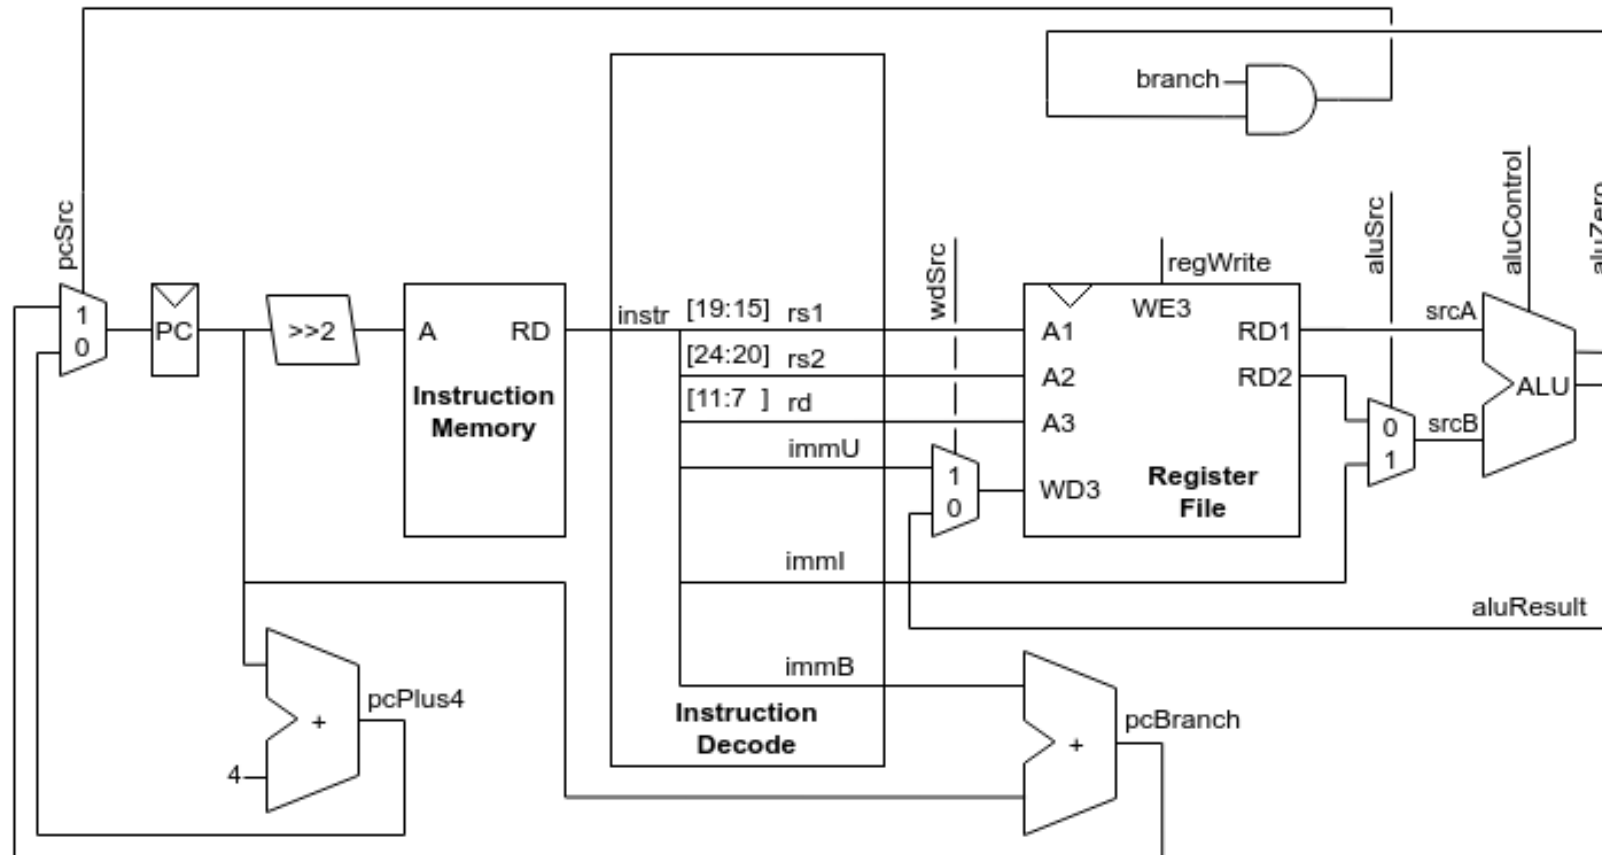 branch
pcSrc
aluControl
aluSrc
aluZero
wdSrc
regWrite
1
0
PC
>>2
A
RD
Instruction
Memory
instr
[19:15] rs1
[24:20] rs2
[11:7 ] rd
immU
immI
immB
Instruction
Decode
1
0
WE3
A1
A2
A3
WD3
RD1
RD2
Register
File
srcA
srcB
0
1
ALU
aluResult
pcPlus4
+
4
pcBranch
+